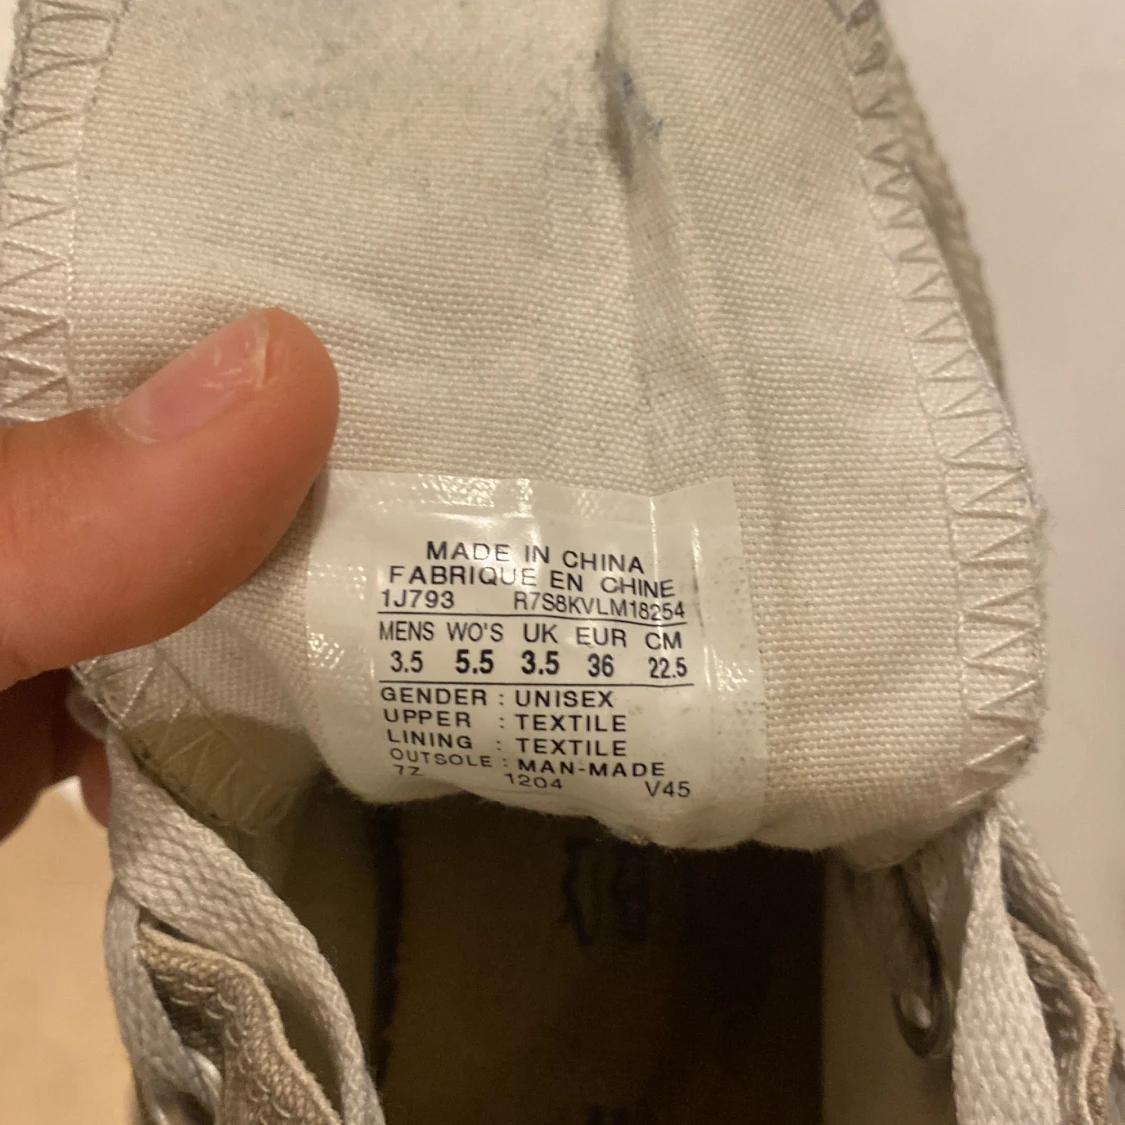 MADE IN CHINA
FABRIQUE EN CHINE
1J793 R7S8KVLM18254
MENS WO'S UK EUR CM
3.5 5.5 3.5 36 22.5
GENDER : UNISEX
UPPER : TEXTILE
LINING : TEXTILE
OUTSOLE : MAN-MADE
7Z 1204 V45